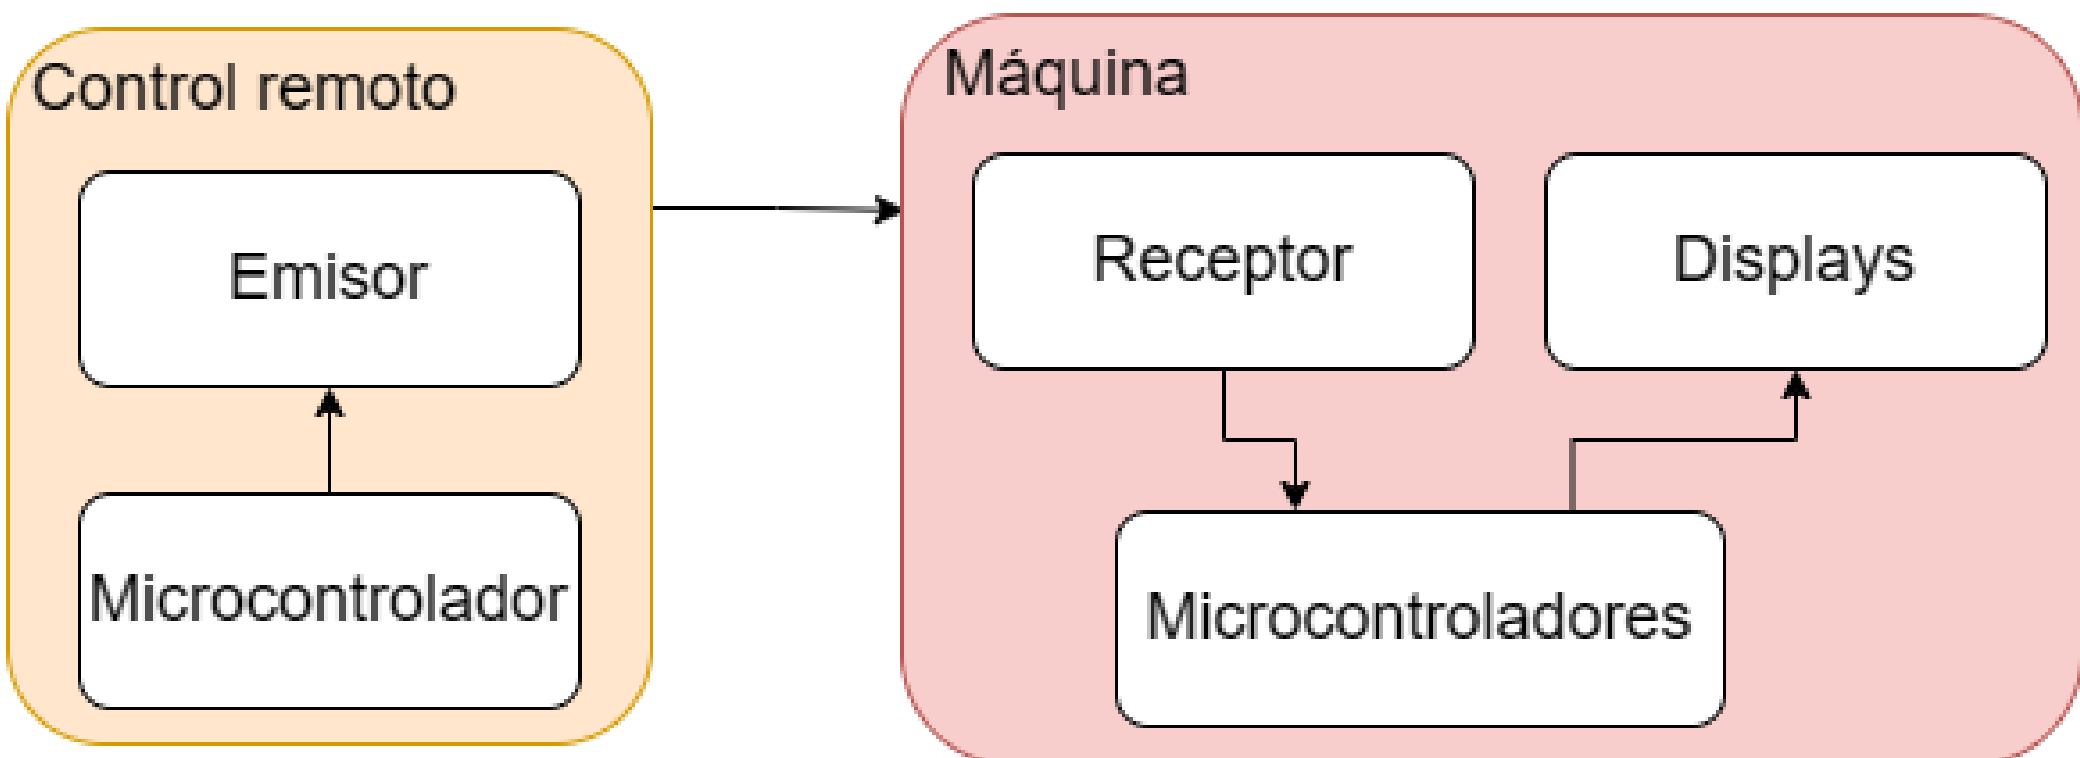 Control remoto
Emisor
Microcontrolador
Máquina
Receptor
Displays
Microcontroladores